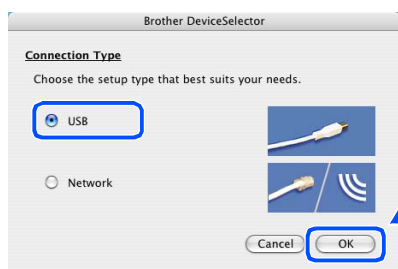 Brother DeviceSelector
Connection Type
Choose the setup type that best suits your needs.
USB
Network
Cancel OK